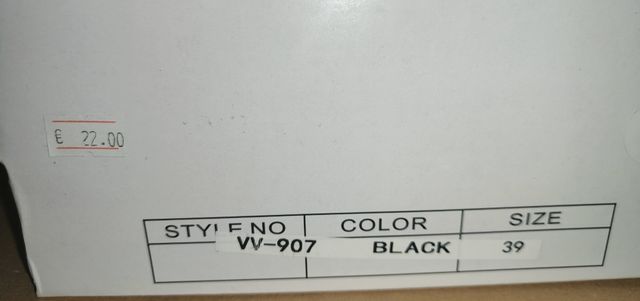 € 22.00
STYLE NO COLOR SIZE
VV-907 BLACK 39